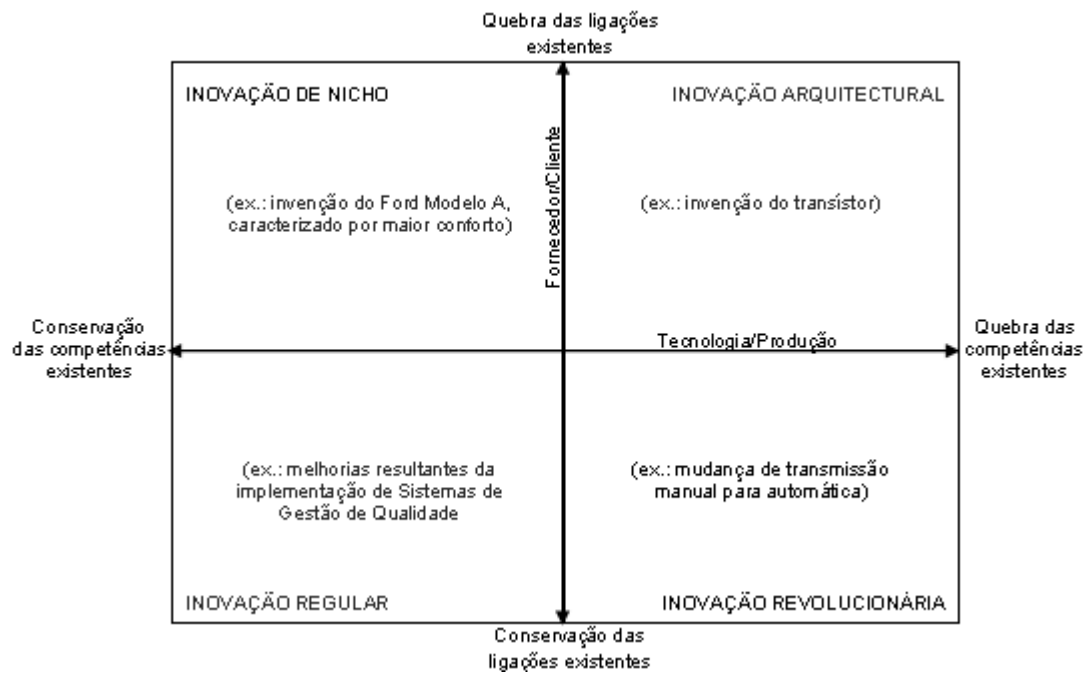 Quebra das ligações
existentes
INOVAÇÃO DE NICHO
INOVAÇÃO ARQUITECTURAL
Fornecedor/Cliente
(ex.: invenção do Ford Modelo A,
caracterizado por maior conforto)
(ex.: invenção do transístor)
Conservação
das competências
existentes
Tecnologia/Produção
Quebra das
competências
existentes
(ex.: melhorias resultantes da
implementação de Sistemas de
Gestão de Qualidade
(ex.: mudança de transmissão
manual para automática)
INOVAÇÃO REGULAR
INOVAÇÃO REVOLUCIONÁRIA
Conservação das
ligações existentes